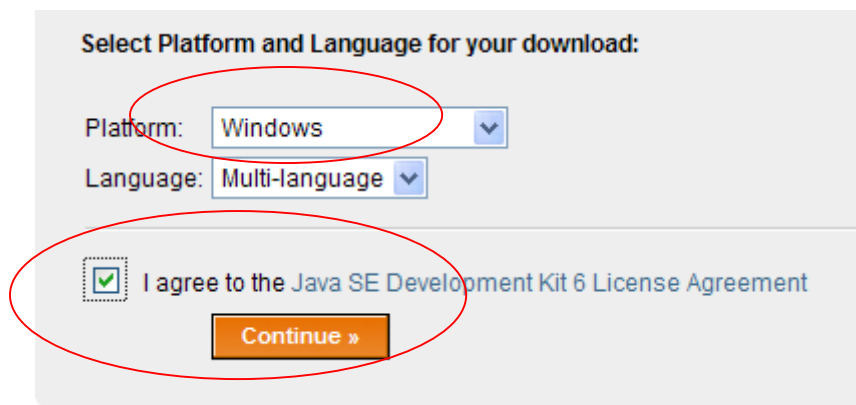 Select Platform and Language for your download:
Platform: Windows
Language: Multi-language
I agree to the Java SE Development Kit 6 License Agreement
Continue »